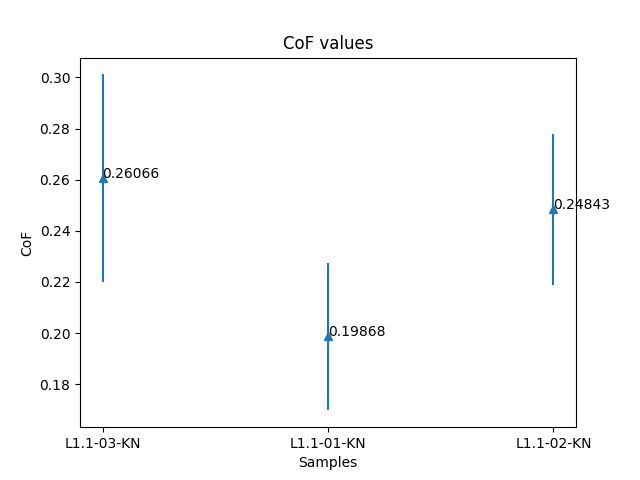 CoF values
0.30
0.28
0.26
0.24
0.22
0.20
0.18
CoF
0.26066
0.19868
0.24843
L1.1-03-KN
L1.1-01-KN
L1.1-02-KN
Samples